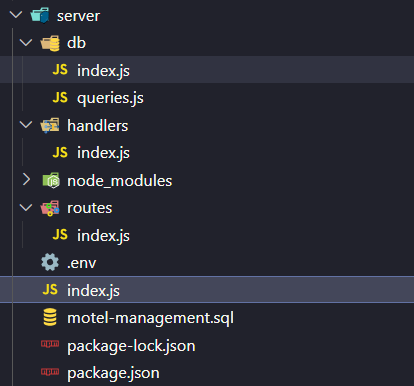 server
db
JS index.js
JS queries.js
handlers
JS index.js
node_modules
routes
JS index.js
.env
JS index.js
motel-management.sql
package-lock.json
package.json